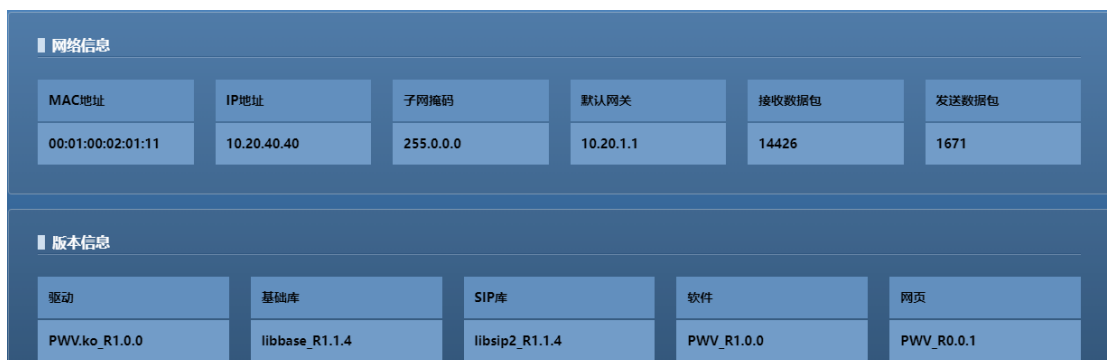 网络信息
MAC地址 IP地址 子网掩码 默认网关 接收数据包 发送数据包
00:01:00:02:01:11 10.20.40.40 255.0.0.0 10.20.1.1 14426 1671
版本信息
驱动 基础库 SIP库 软件 网页
PWV.ko_R1.0.0 libbase_R1.1.4 libsip2_R1.1.4 PWV_R1.0.0 PWV_R0.0.1